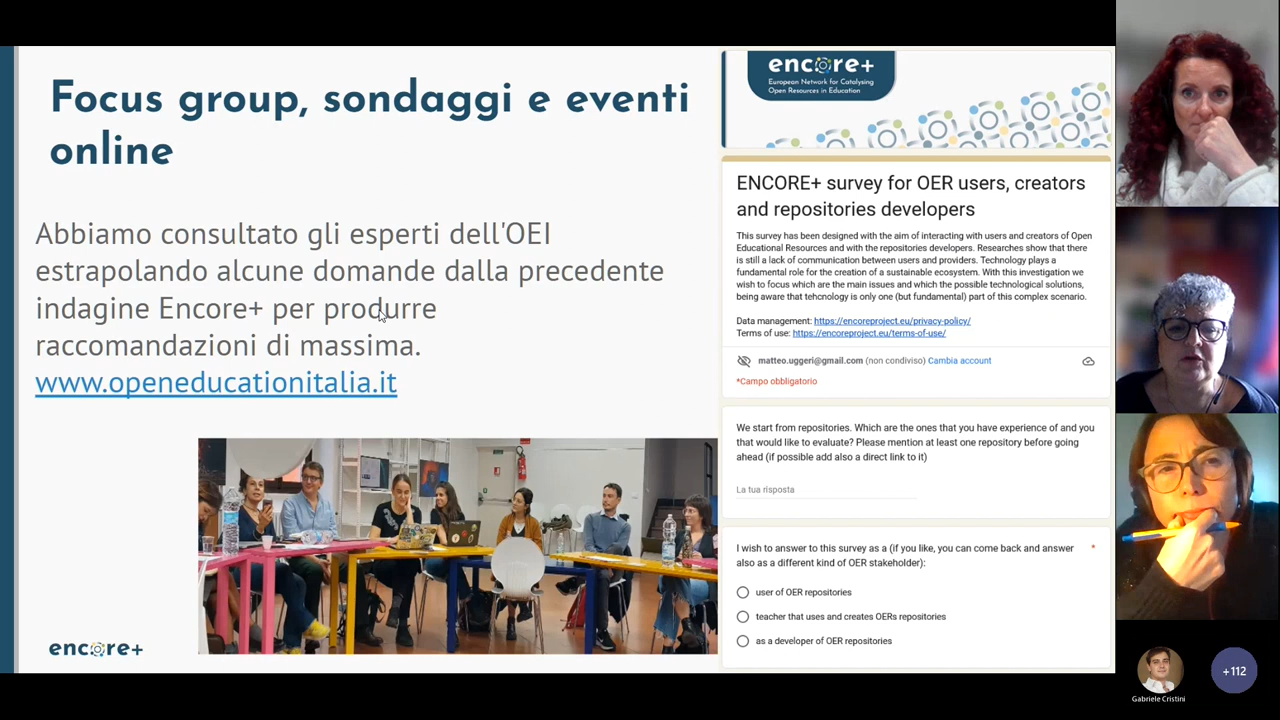 Focus group, sondaggi e eventi
online
Abbiamo consultato gli esperti dell'OEI
estrapolando alcune domande dalla precedente
indagine Encore+ per produrre
raccomandazioni di massima.
www.openeducationitalia.it
encore+
encore+
European Network for Catalysing
Open Resources in Education
ENCORE+ survey for OER users, creators
and repositories developers
This survey has been designed with the aim of interacting with users and creators of Open
Educational Resources and with the repositories developers. Researches show that there
is still a lack of communication between users and providers. Technology plays a
fundamental role for the creation of a sustainable ecosystem. With this investigation we
wish to focus which are the main issues and which the possible technological solutions,
being aware that tehcnology is only one (but fundamental) part of this complex scenario.
Data management: https://encoreproject.eu/privacy-policy/
Terms of use: https://encoreproject.eu/terms-of-use/
matteo.uggeri@gmail.com (non condiviso) Cambia account
*Campo obbligatorio
We start from repositories. Which are the ones that you have experience of and you
that would like to evaluate? Please mention at least one repository before going
ahead (if possible add also a direct link to it)
La tua risposta
I wish to answer to this survey as a (if you like, you can come back and answer *
also as a different kind of OER stakeholder):
user of OER repositories
teacher that uses and creates OERs repositories
as a developer of OER repositories
Gabriele Cristini
+112